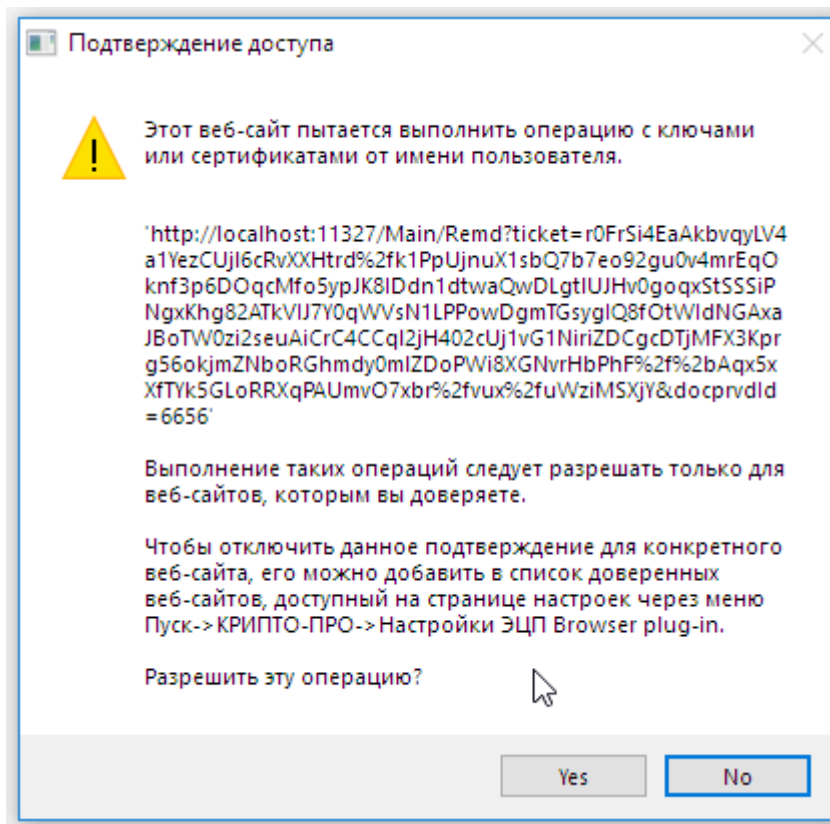 Подтверждение доступа
Этот веб-сайт пытается выполнить операцию с ключами
или сертификатами от имени пользователя.
'http://localhost:11327/Main/Remd?ticket=r0FrSi4EaAkbvqyLV4
a1YezCUjI6cRvXXHtrd%2fk1PpUjnuX1sbQ7b7eo92gu0v4mrEqO
knf3p6DOqcMfo5ypJK8IDdn1dtwaQwDLgtIUJHv0goqxStSSSiP
NgxKhg82ATkVIJ7Y0qWVsN1LPPowDgmTGsyglQ8fOtWIdNGAxa
JBoTW0zi2seuAiCrC4CCqI2jH402cUj1vG1NiriZDCgcDTjMFX3Kpr
g56okjmZNboRGhmdy0mIZDoPWi8XGNvrHbPhF%2f%2bAqx5x
XfTYk5GLoRRXqPAUmvO7xbr%2fvux%2fuWziMSXjY&docprvdId
=6656'
Выполнение таких операций следует разрешать только для
веб-сайтов, которым вы доверяете.
Чтобы отключить данное подтверждение для конкретного
веб-сайта, его можно добавить в список доверенных
веб-сайтов, доступный на странице настроек через меню
Пуск->КРИПТО-ПРО->Настройки ЭЦП Browser plug-in.
Разрешить эту операцию?
Yes
No